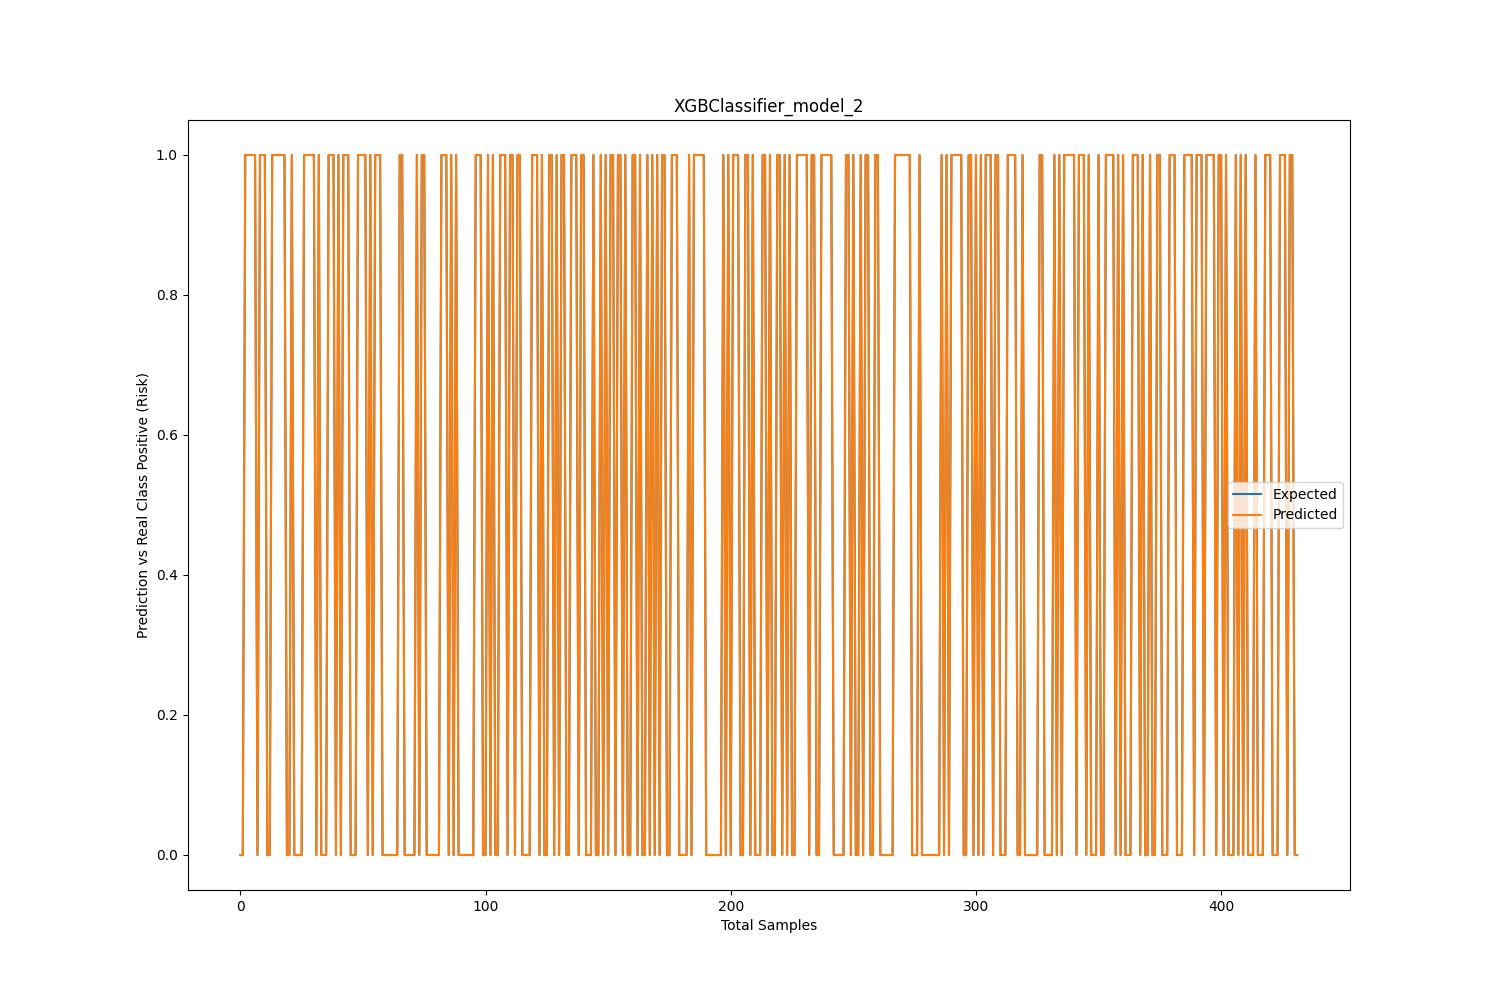 XGBClassifier_model_2
Prediction vs Real Class Positive (Risk)
1.0
0.8
0.6
0.4
0.2
0.0
Expected
Predicted
0 100 200 300 400
Total Samples